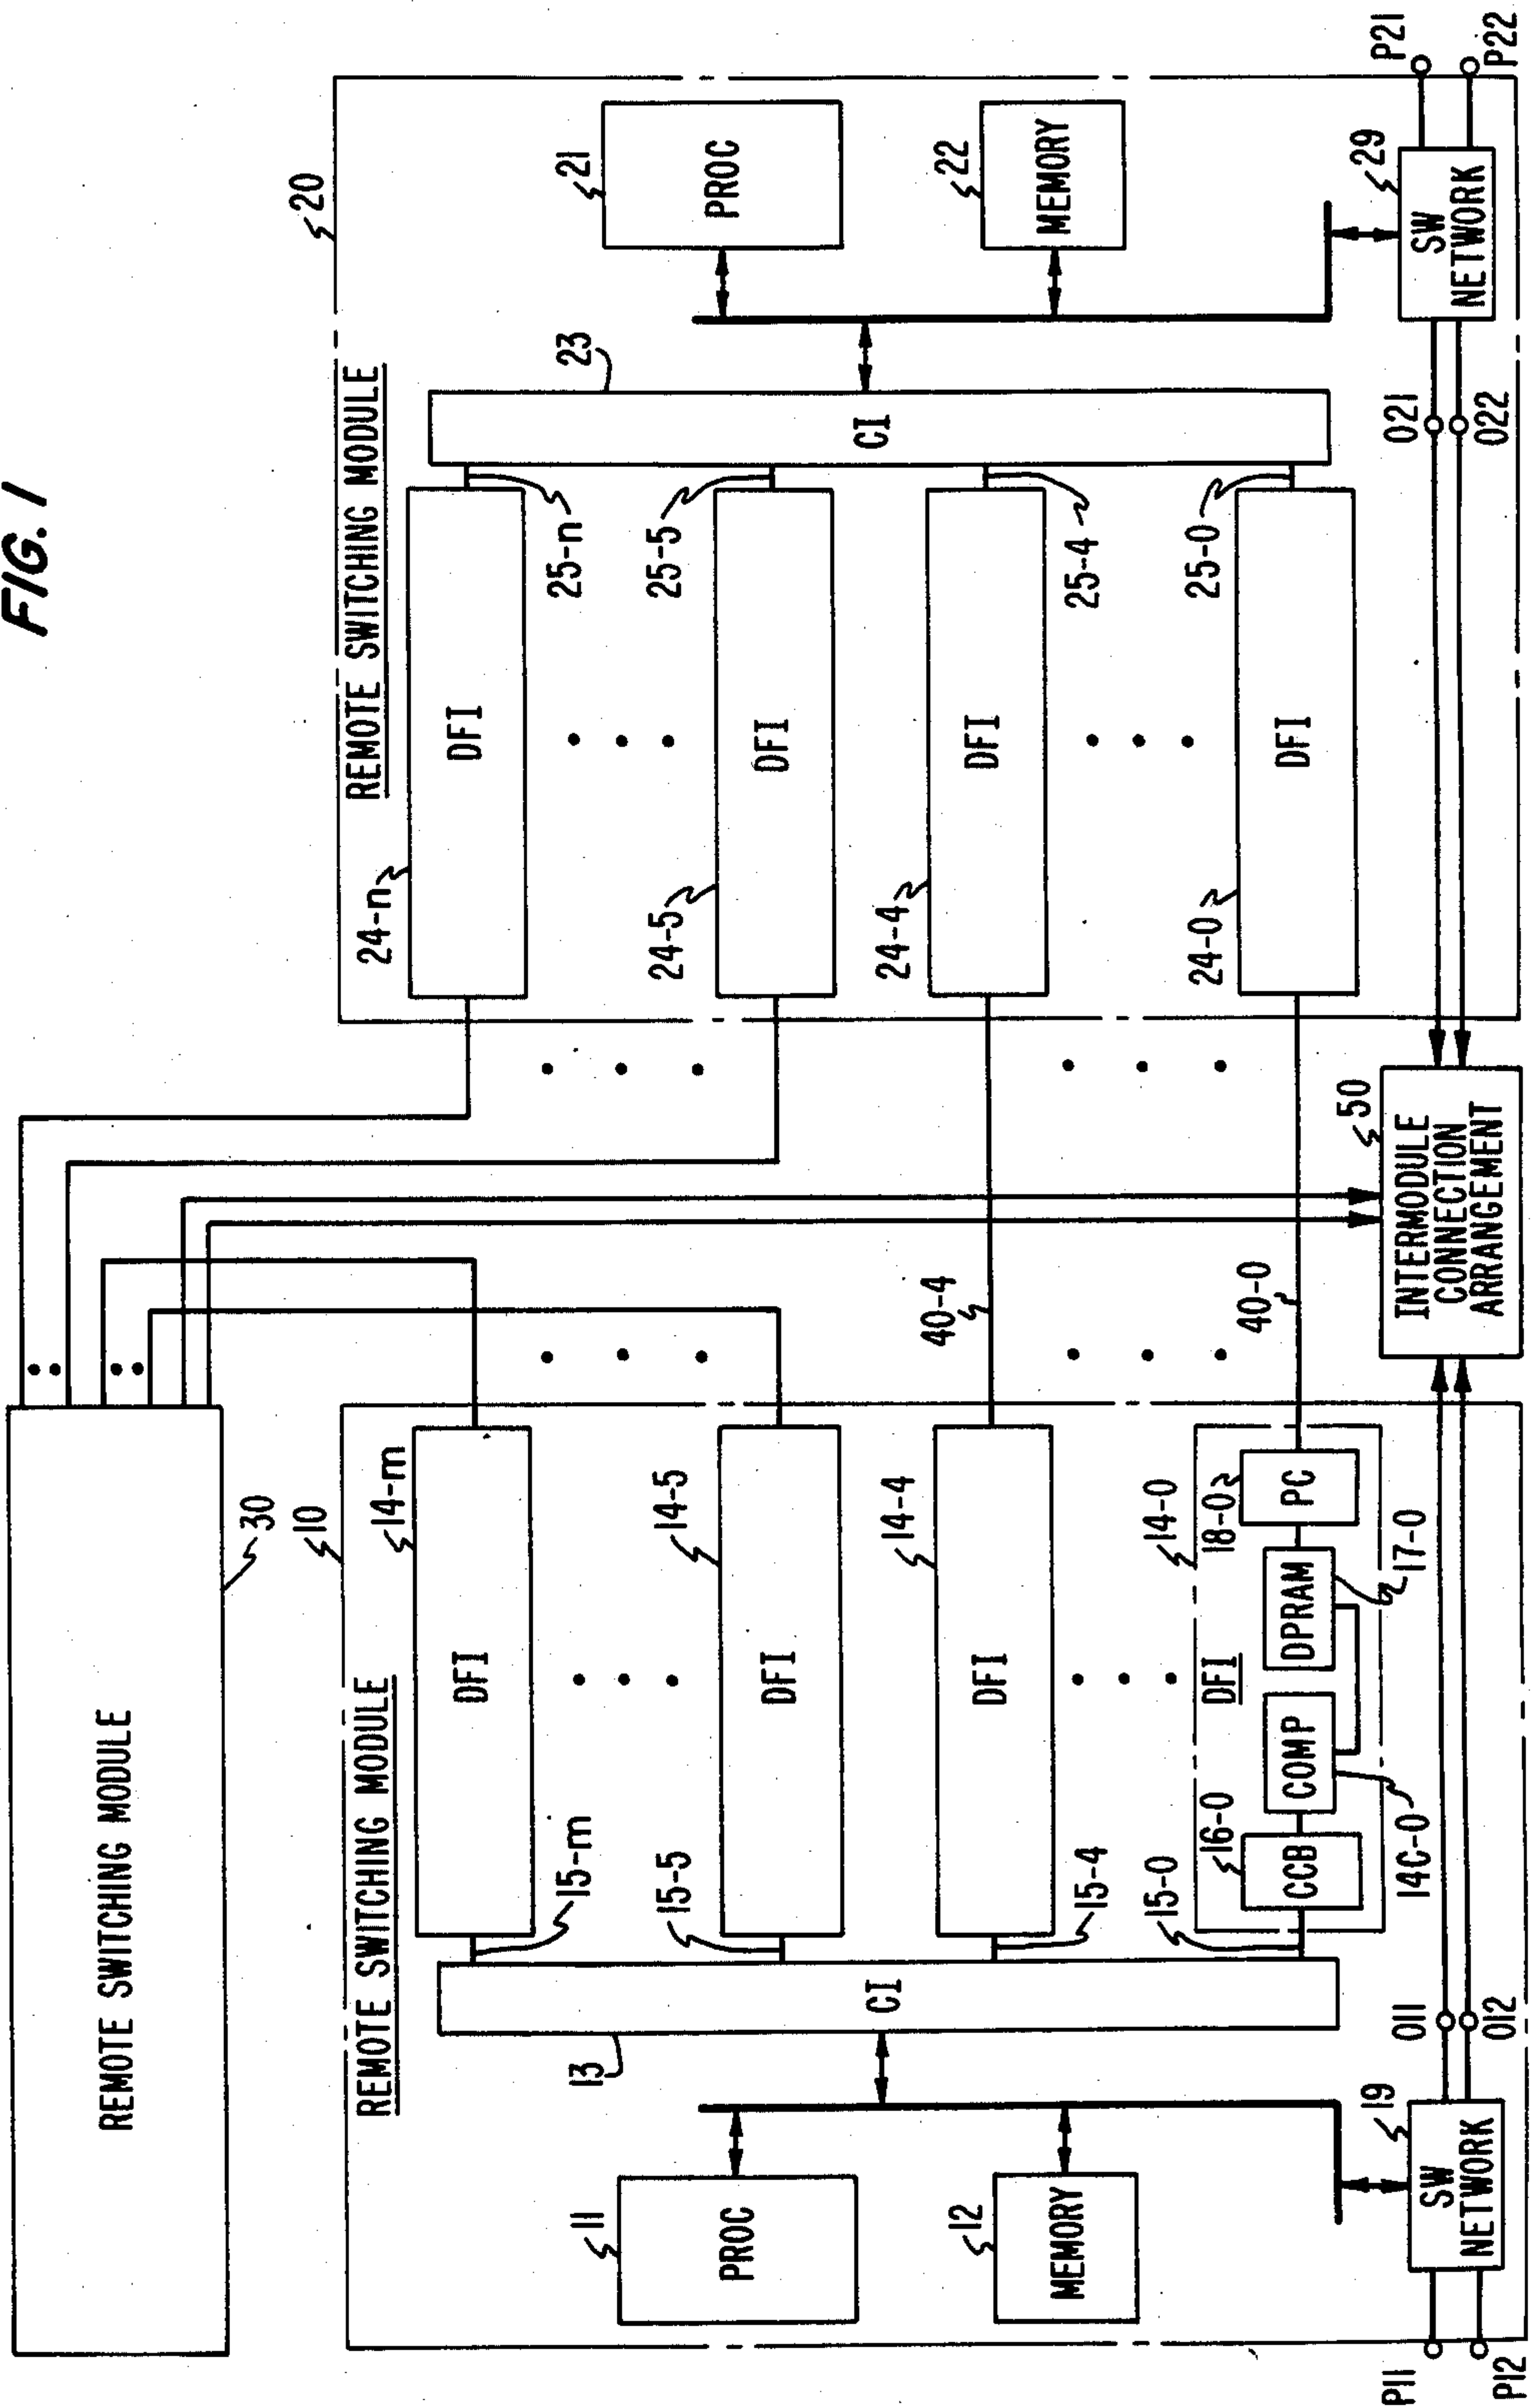 FIG. 1
REMOTE SWITCHING MODULE
30
10
REMOTE SWITCHING MODULE
11
PROC
12
MEMORY
13
CI
15-m
15-5
15-4
15-0
14-m
DFI
14-5
DFI
14-4
DFI
14-0
DFI
16-0
CCB
COMP
14C-0
DPRAM
17-0
18-0
PC
19
SW
NETWORK
P11
P12
O11
O12
40-4
40-0
50
INTERMODULE
CONNECTION
ARRANGEMENT
20
REMOTE SWITCHING MODULE
24-n
DFI
24-5
DFI
24-4
DFI
24-0
DFI
25-n
25-5
25-4
25-0
23
CI
21
PROC
22
MEMORY
29
SW
NETWORK
O21
O22
P21
P22